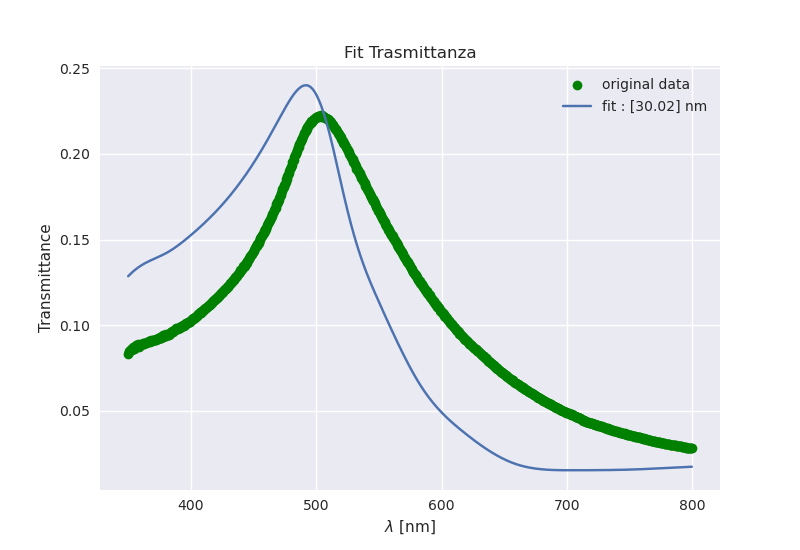 Fit Trasmittanza
original data
fit : [30.02] nm
0.25
0.20
0.15
0.10
0.05
Transmittance
400 500 600 700 800
λ [nm]